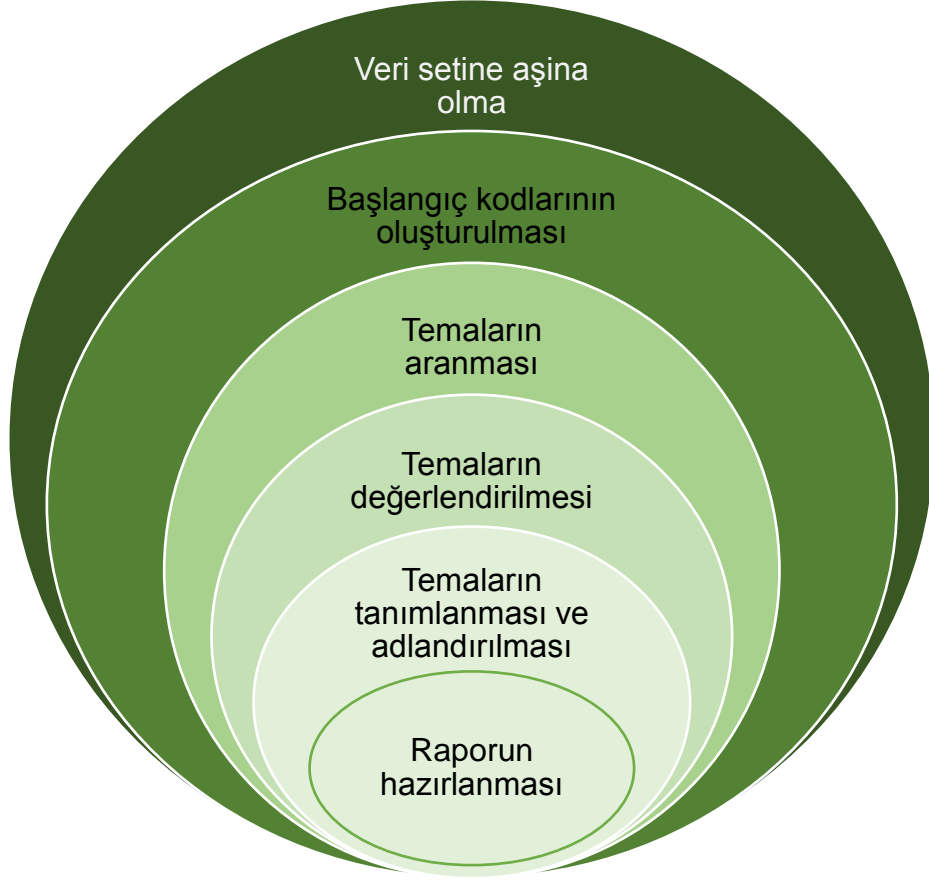 Veri setine aşina
olma
Başlangıç kodlarının
oluşturulması
Temaların
aranması
Temaların
değerlendirilmesi
Temaların
tanımlanması ve
adlandırılması
Raporun
hazırlanması